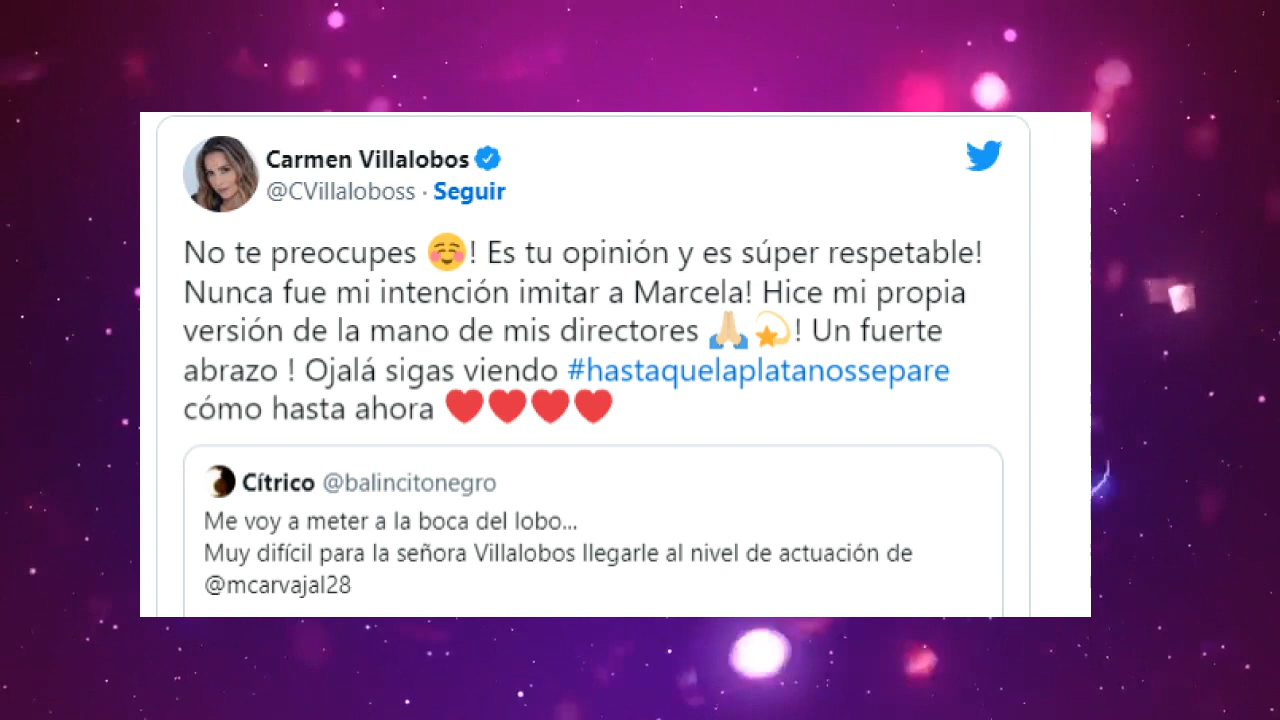 Carmen Villalobos
@CVillaloboss · Seguir
No te preocupes ☺️! Es tu opinión y es súper respetable!
Nunca fue mi intención imitar a Marcela! Hice mi propia
versión de la mano de mis directores 🙏🏼💫! Un fuerte
abrazo ! Ojalá sigas viendo #hastaquelaplatanossepare
cómo hasta ahora ♥️♥️♥️♥️
Cítrico @balincitonegro
Me voy a meter a la boca del lobo...
Muy difícil para la señora Villalobos llegarle al nivel de actuación de
@mcarvajal28